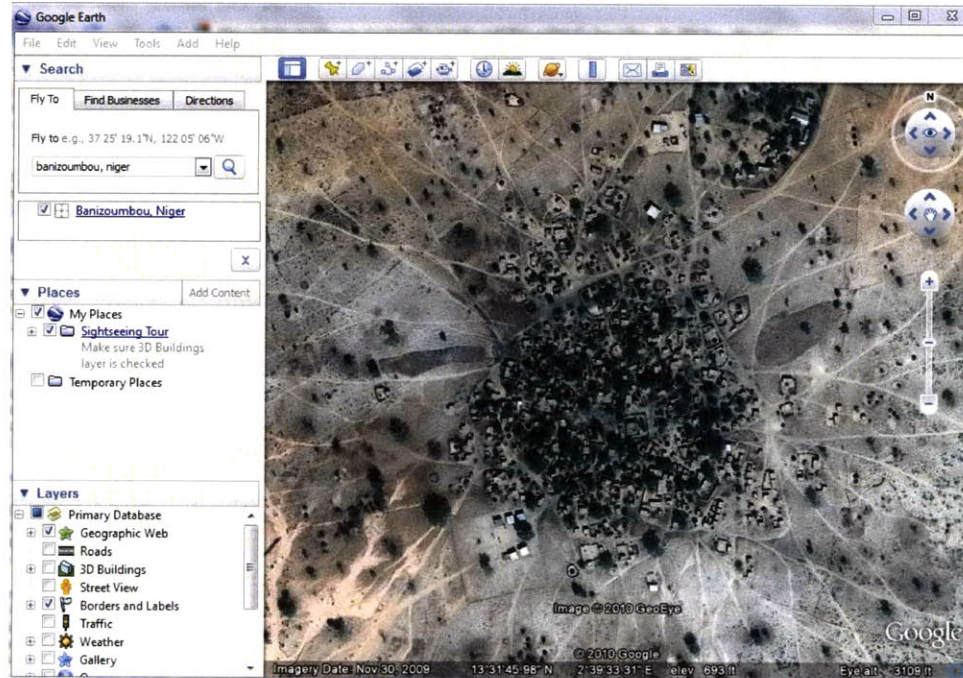 Google Earth
File Edit View Tools Add Help
▼ Search
Fly To Find Businesses Directions
Fly to e.g., 37 25' 19.1"N, 122 05' 06"W
banizoumbou, niger
Banizoumbou, Niger
x
▼ Places Add Content
My Places
Sightseeing Tour
Make sure 3D Buildings
layer is checked
Temporary Places
▼ Layers
Primary Database
Geographic Web
Roads
3D Buildings
Street View
Borders and Labels
Traffic
Weather
Gallery
N
Image © 2010 GeoEye
© 2010 Google
Google
Imagery Date: Nov 30, 2009 13°31'45.98" N 2°39'33.31" E elev 693 ft Eye alt 3109 ft